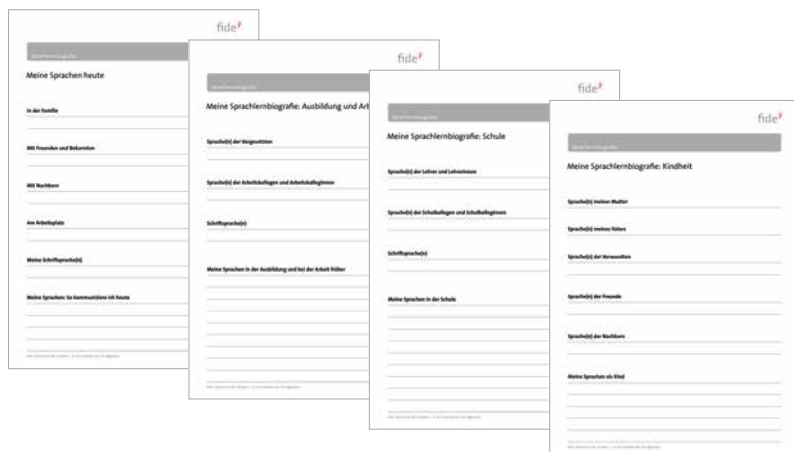 fide
Sprachlernbiografie
Meine Sprachen heute
In der Familie
Mit Freunden und Bekannten
Mit Nachbarn
Am Arbeitsplatz
Meine Schriftsprache(n)
Meine Sprachen: So kommuniziere ich heute
fide
Sprachlernbiografie
Meine Sprachlernbiografie: Ausbildung und Arb
Sprache(n) der Vorgesetzten
Sprache(n) der Arbeitskollegen und Arbeitskolleginnen
Schriftsprache(n)
Meine Sprachen in der Ausbildung und bei der Arbeit früher
fide
Sprachlernbiografie
Meine Sprachlernbiografie: Schule
Sprache(n) der Lehrer und Lehrerinnen
Sprache(n) der Schulkollegen und Schulkolleginnen
Schriftsprache(n)
Meine Sprachen in der Schule
fide
Sprachlernbiografie
Meine Sprachlernbiografie: Kindheit
Sprache(n) meiner Mutter
Sprache(n) meines Vaters
Sprache(n) der Verwandten
Sprache(n) der Freunde
Sprache(n) der Nachbarn
Meine Sprachen als Kind